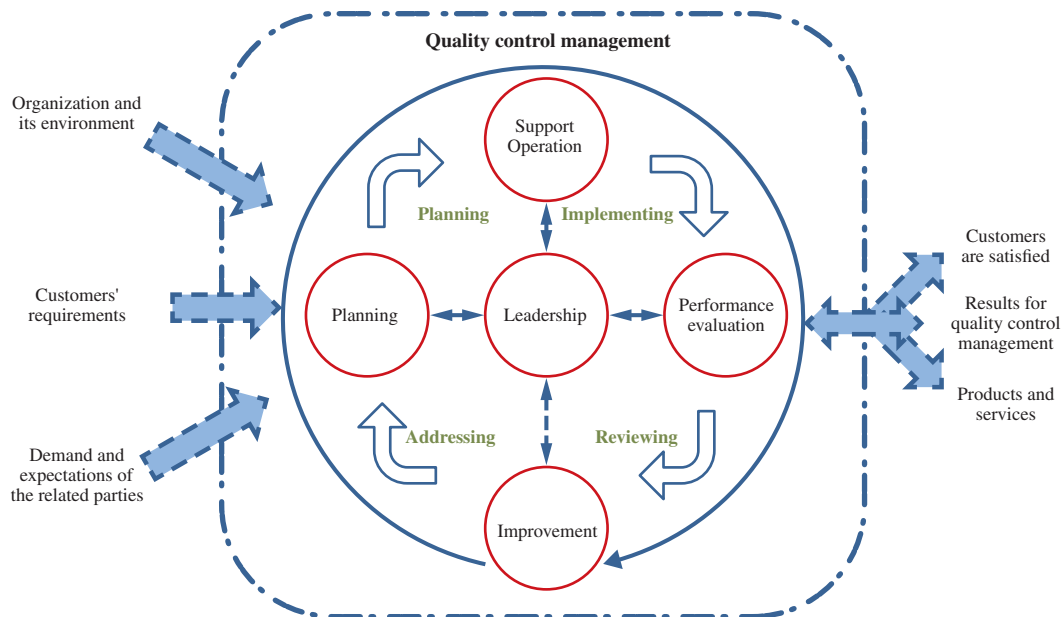 Quality control management
Organization and
its environment
Support
Operation
Planning
Implementing
Customers'
requirements
Planning
Leadership
Performance
evaluation
Customers
are satisfied
Results for
quality control
management
Products and
services
Addressing
Reviewing
Demand and
expectations of
the related parties
Improvement